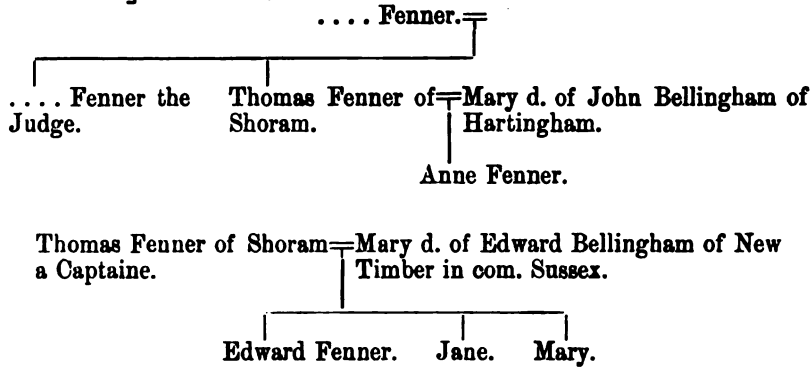 .... Fenner.
.... Fenner the Judge.
Thomas Fenner of Shoram.
Mary d. of John Bellingham of Hartingham.
Anne Fenner.
Thomas Fenner of Shoram a Captaine.
Mary d. of Edward Bellingham of New Timber in com. Sussex.
Edward Fenner. Jane. Mary.